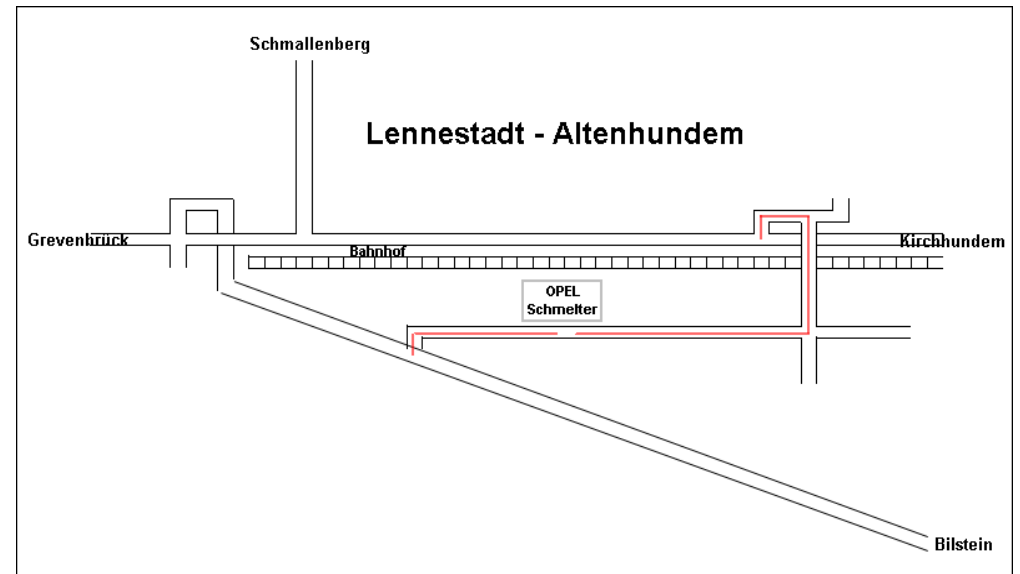 Schmallenberg
Lennestadt - Altenhundem
Grevenbrück
Kirchhundem
Bahnhof
OPEL
Schmelter
Bilstein